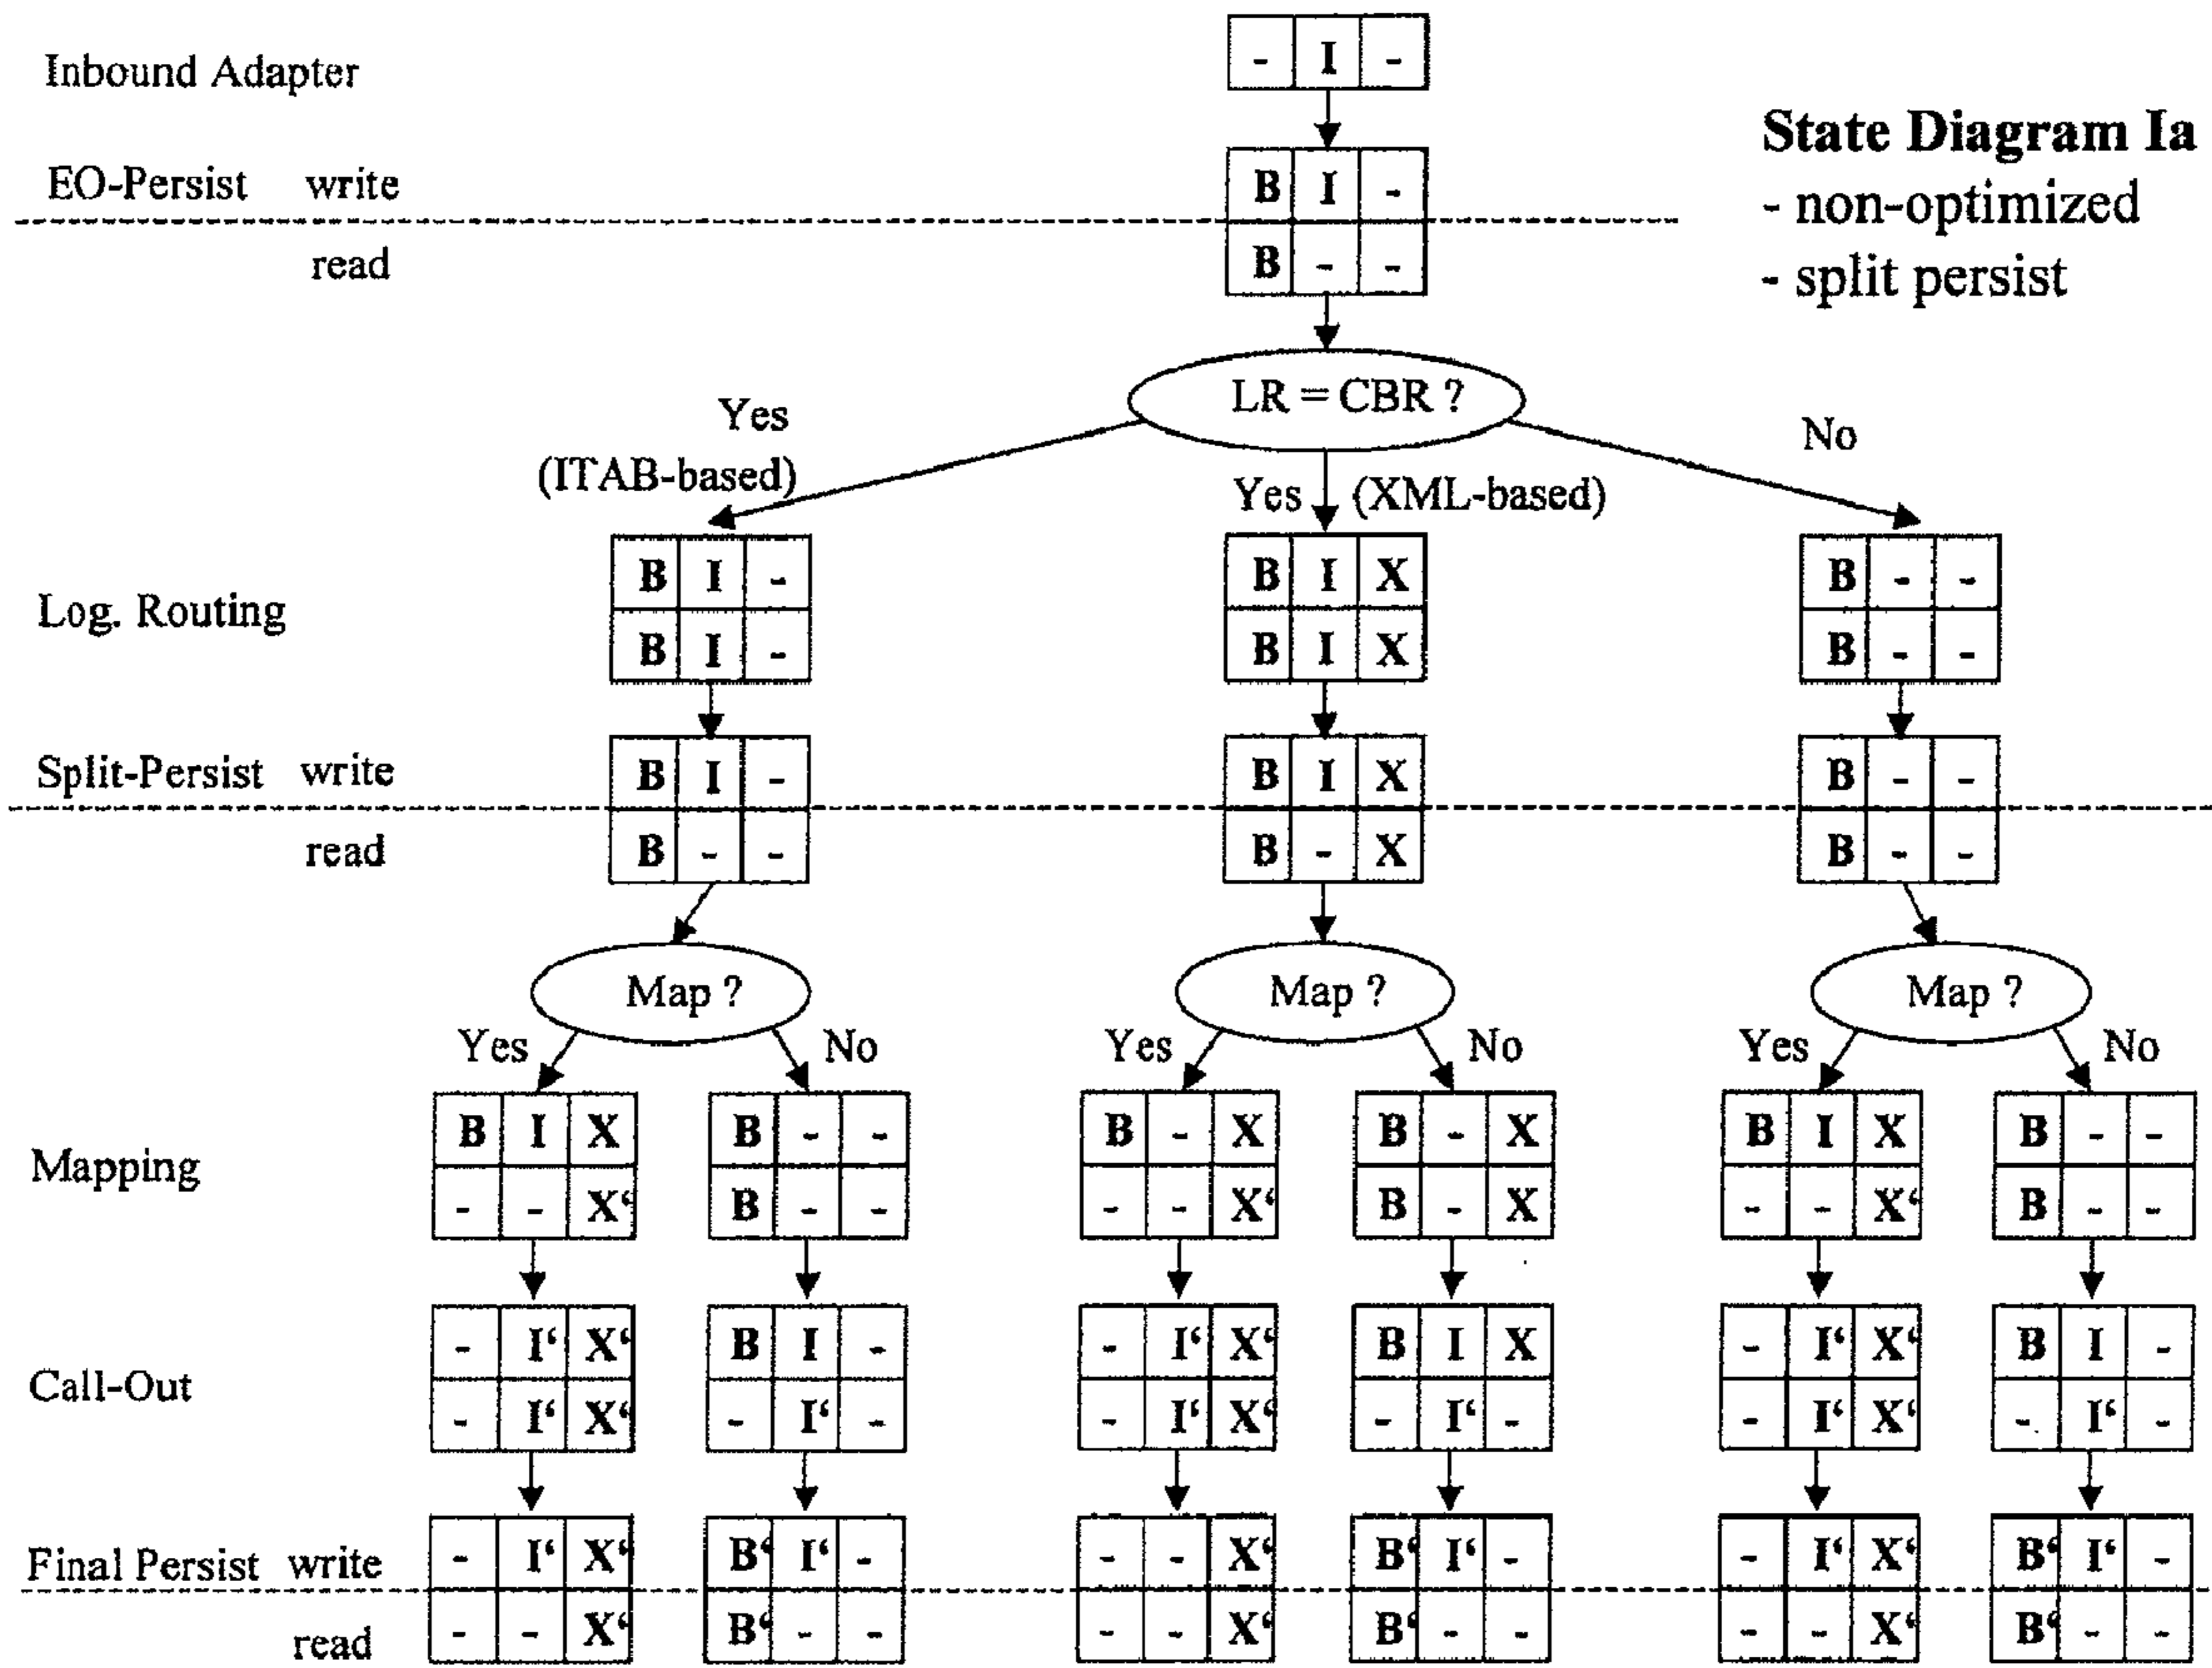 - I -
Inbound Adapter
State Diagram Ia
EO-Persist write B I - - non-optimized
read B - - - split persist
LR = CBR ?
Yes No
(ITAB-based) Yes (XML-based)
B I - B I X B - -
Log. Routing
B I - B I X B - -
Split-Persist write B I - B I X B - -
read B - - B - X B - -
Map ? Map ? Map ?
Yes No Yes No Yes No
B I X B - - B - X B - X B I X B - -
Mapping
- - X‘ B - - - - X‘ B - X - - X‘ B - -
- I‘ X‘ B I - - I‘ X‘ B I X - I‘ X‘ B I -
Call-Out
- I‘ X‘ - I‘ - - I‘ X‘ - I‘ - - I‘ X‘ - I‘ -
Final Persist write - I‘ X‘ B‘ I‘ - - - X‘ B‘ I‘ - - I‘ X‘ B‘ I‘ -
read - - X‘ B‘ - - - - X‘ B‘ - - - - X‘ B‘ - -